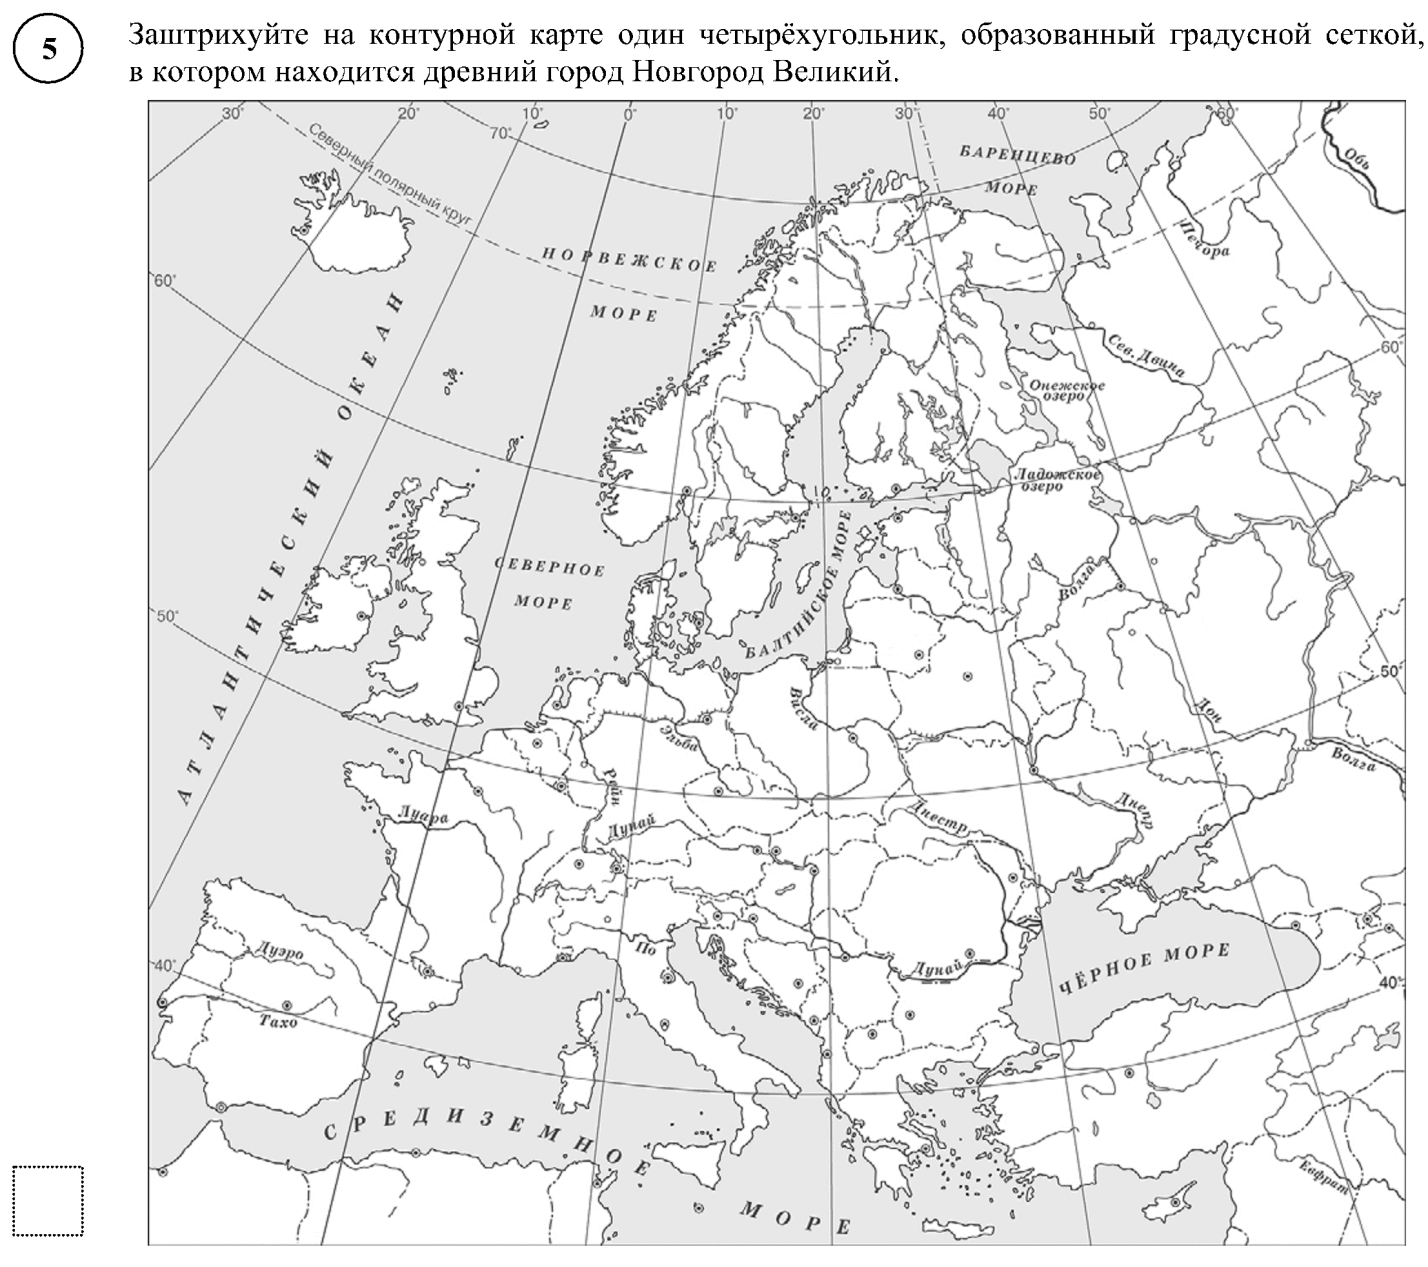 5
Заштрихуйте на контурной карте один четырёхугольник, образованный градусной сеткой,
в котором находится древний город Новгород Великий.
30° 20° 10° 0° 10° 20° 30° 40° 50° 60°
70°
Северный полярный круг
БАРЕНЦЕВО
МОРЕ
Обь
Печора
НОРВЕЖСКОЕ
МОРЕ
60°
60°
Сев. Двина
Онежское
озеро
Ладожское
озеро
АТЛАНТИЧЕСКИЙ ОКЕАН
СЕВЕРНОЕ
МОРЕ
БАЛТИЙСКОЕ МОРЕ
Волга
50°
50°
Висла
Эльба
Дон
Волга
Рейн
Луара
Дунай
Днестр
Днепр
Дуэро
По
Дунай
ЧЁРНОЕ МОРЕ
40°
40°
Тахо
СРЕДИЗЕМНОЕ
МОРЕ
Евфрат